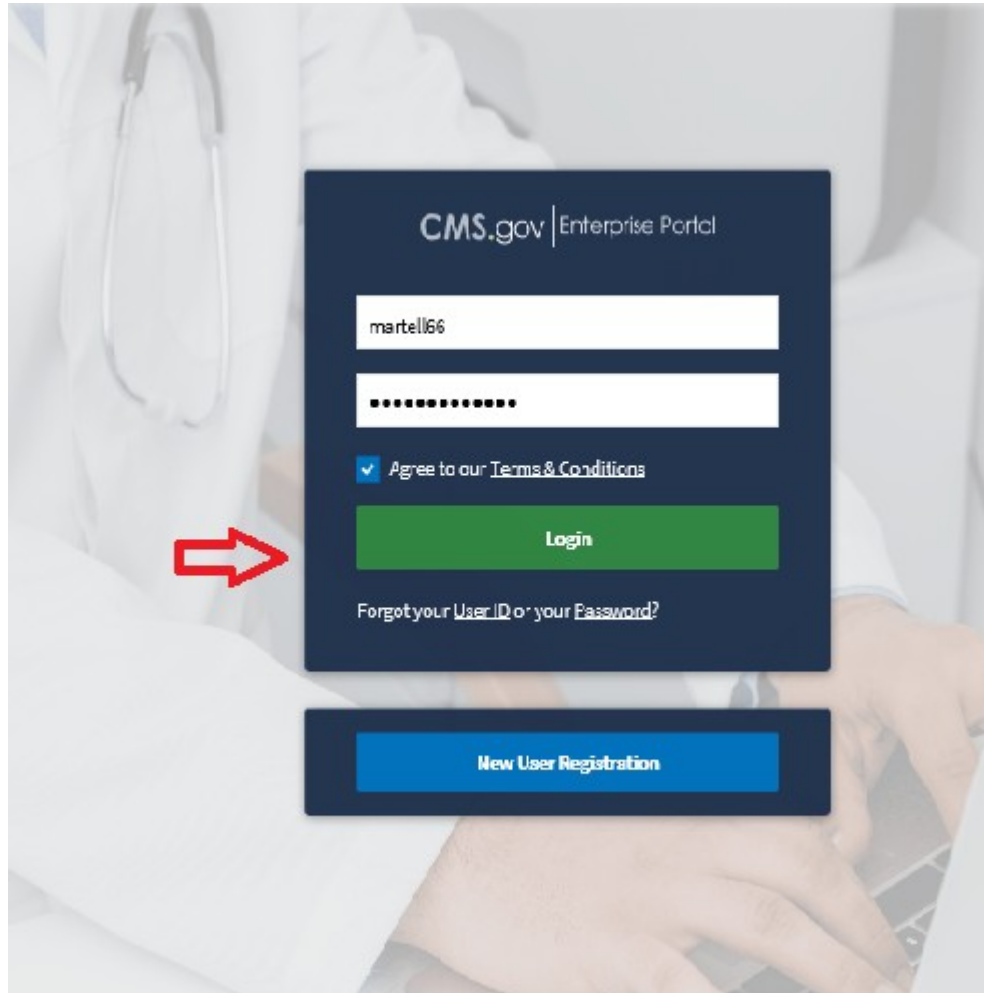 CMS.gov Enterprise Portal
martell66
•••••••••••••
Agree to our Terms & Conditions
Login
Forgot your User ID or your Password?
New User Registration